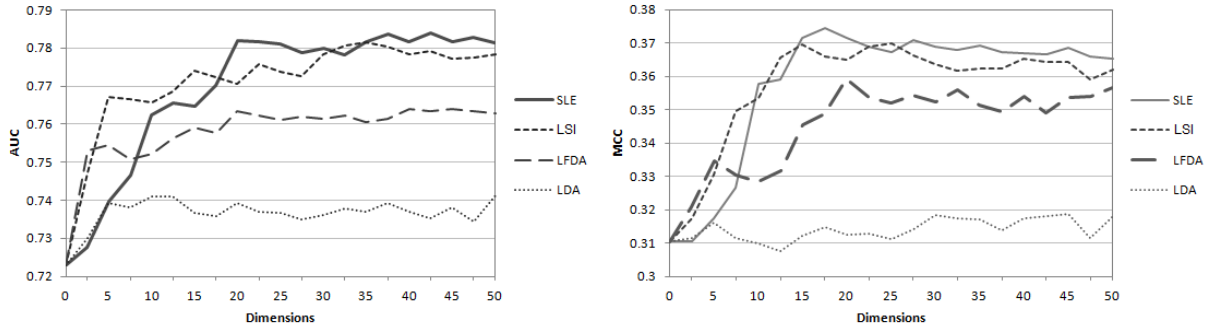 0.79
0.78
0.77
0.76
0.75
0.74
0.73
0.72
AUC
0 5 10 15 20 25 30 35 40 45 50
Dimensions
SLE
LSI
LFDA
LDA
0.38
0.37
0.36
0.35
0.34
0.33
0.32
0.31
0.3
MCC
0 5 10 15 20 25 30 35 40 45 50
Dimensions
SLE
LSI
LFDA
LDA